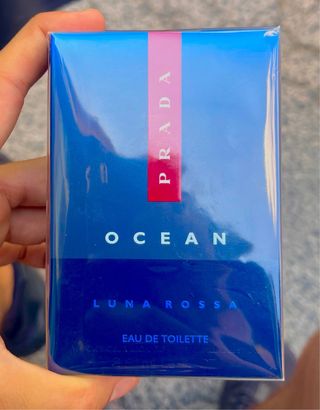 PRADA
OCEAN
LUNA ROSSA
EAU DE TOILETTE